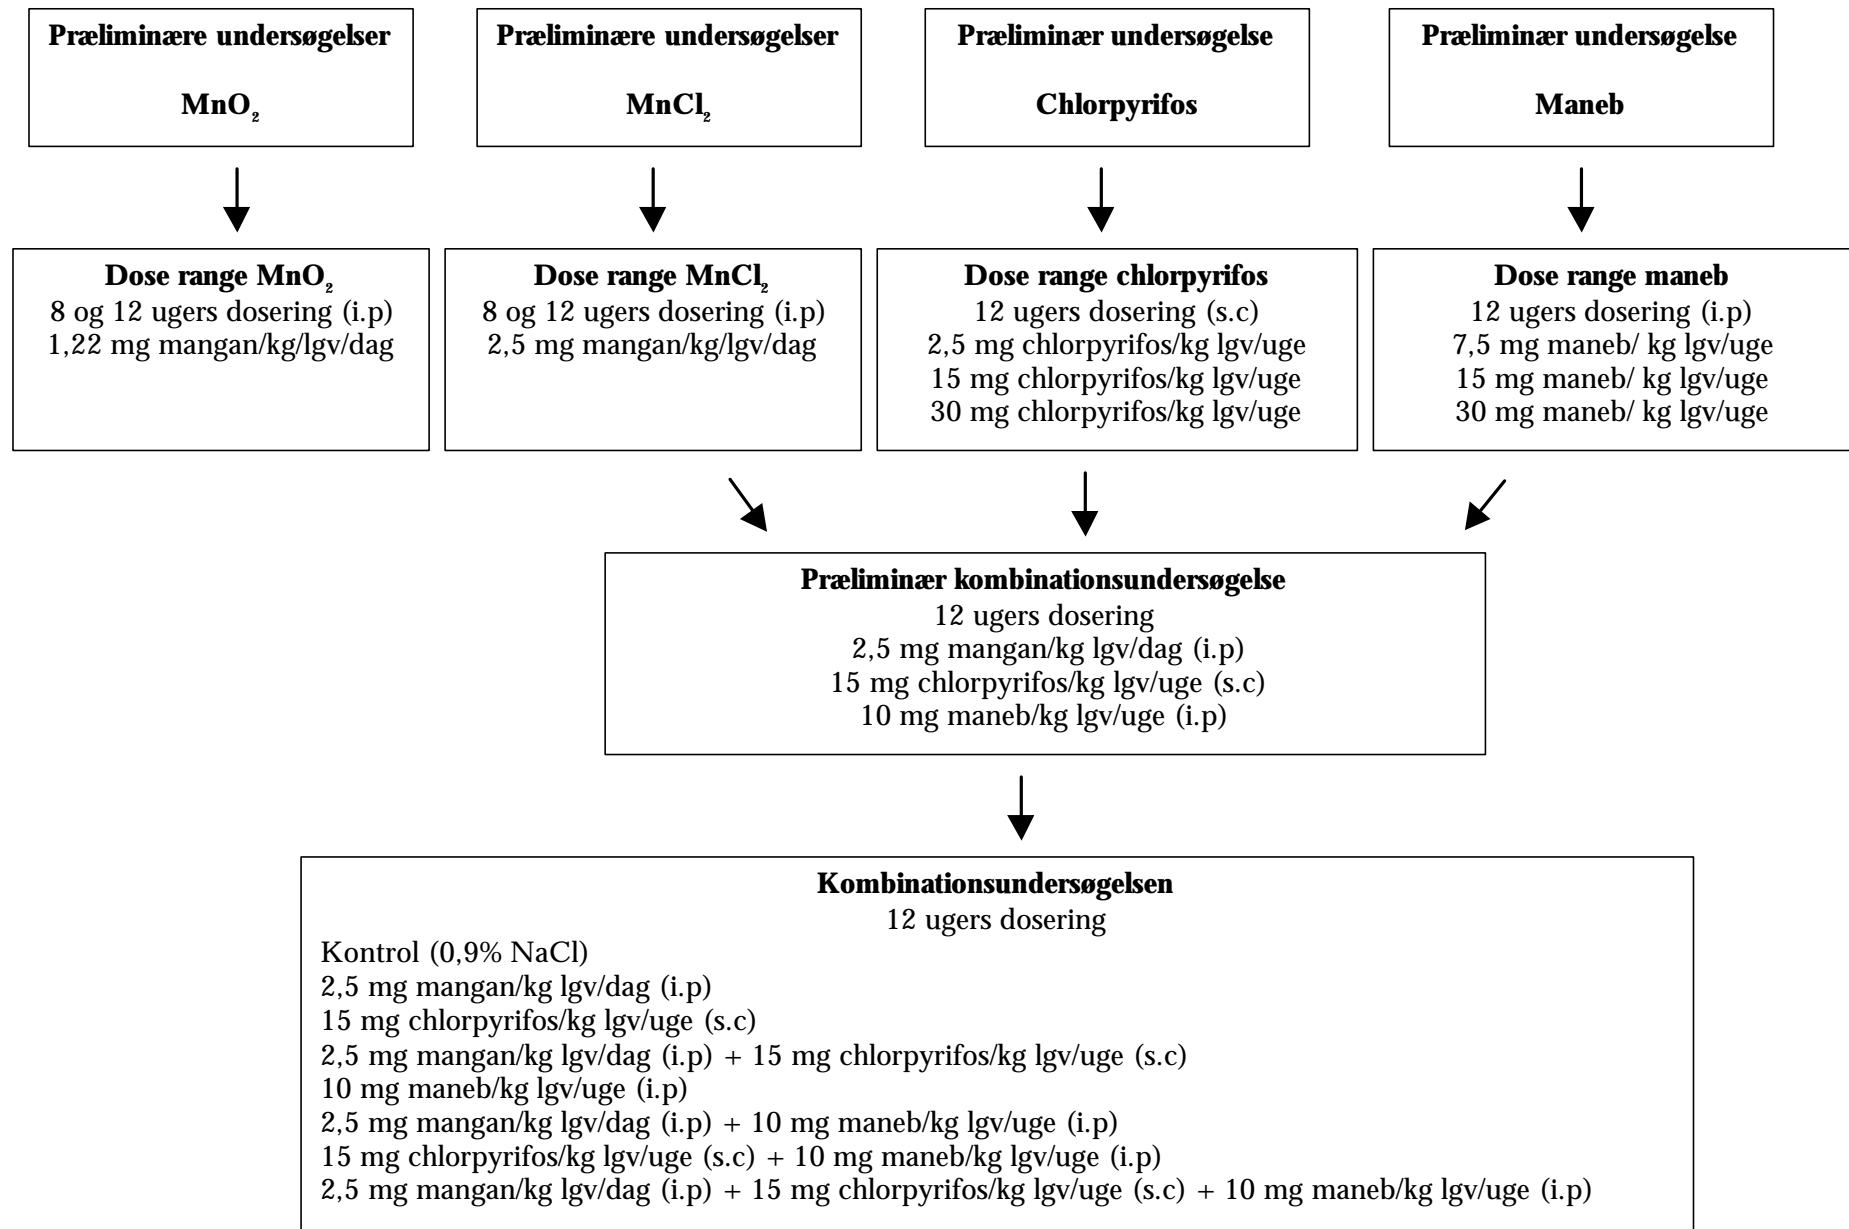 Præliminære undersøgelser
MnO₂
Præliminære undersøgelser
MnCl₂
Præliminær undersøgelse
Chlorpyrifos
Præliminær undersøgelse
Maneb
Dose range MnO₂
8 og 12 ugers dosering (i.p)
1,22 mg mangan/kg/lgv/dag
Dose range MnCl₂
8 og 12 ugers dosering (i.p)
2,5 mg mangan/kg/lgv/dag
Dose range chlorpyrifos
12 ugers dosering (s.c)
2,5 mg chlorpyrifos/kg lgv/uge
15 mg chlorpyrifos/kg lgv/uge
30 mg chlorpyrifos/kg lgv/uge
Dose range maneb
12 ugers dosering (i.p)
7,5 mg maneb/ kg lgv/uge
15 mg maneb/ kg lgv/uge
30 mg maneb/ kg lgv/uge
Præliminær kombinationsundersøgelse
12 ugers dosering
2,5 mg mangan/kg lgv/dag (i.p)
15 mg chlorpyrifos/kg lgv/uge (s.c)
10 mg maneb/kg lgv/uge (i.p)
Kombinationsundersøgelsen
12 ugers dosering
Kontrol (0,9% NaCl)
2,5 mg mangan/kg lgv/dag (i.p)
15 mg chlorpyrifos/kg lgv/uge (s.c)
2,5 mg mangan/kg lgv/dag (i.p) + 15 mg chlorpyrifos/kg lgv/uge (s.c)
10 mg maneb/kg lgv/uge (i.p)
2,5 mg mangan/kg lgv/dag (i.p) + 10 mg maneb/kg lgv/uge (i.p)
15 mg chlorpyrifos/kg lgv/uge (s.c) + 10 mg maneb/kg lgv/uge (i.p)
2,5 mg mangan/kg lgv/dag (i.p) + 15 mg chlorpyrifos/kg lgv/uge (s.c) + 10 mg maneb/kg lgv/uge (i.p)